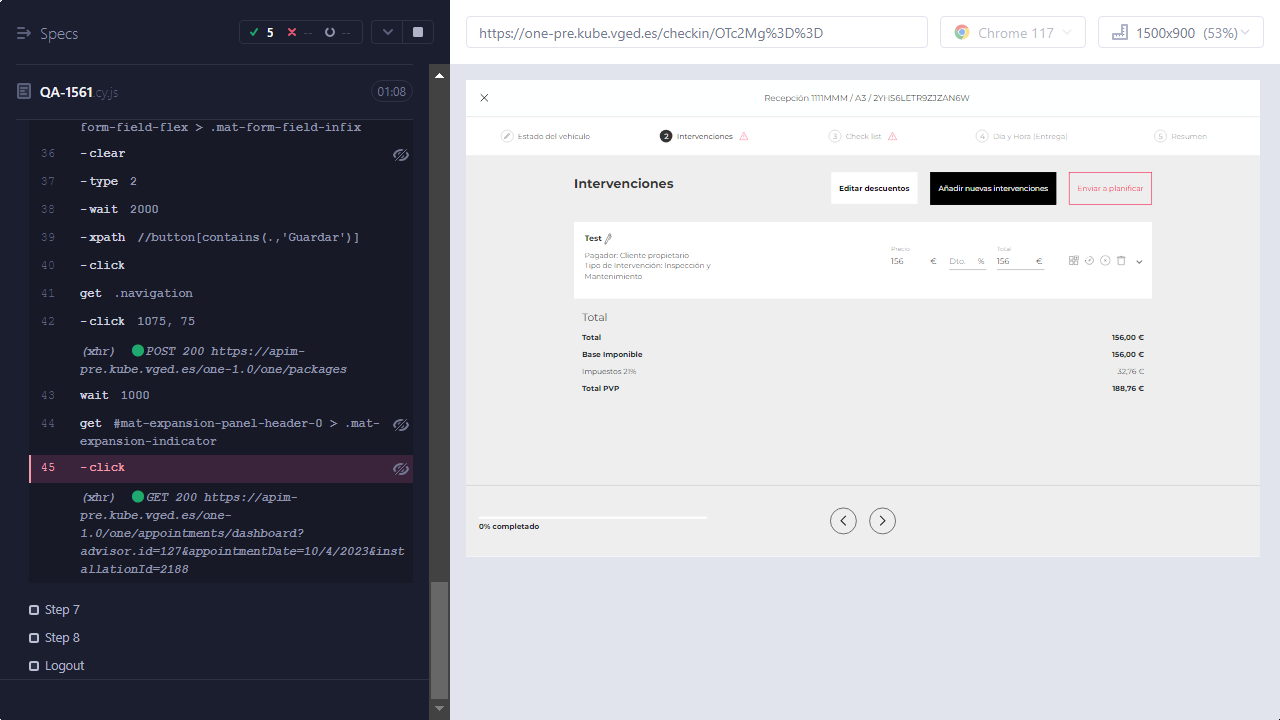 Specs
5
--
--
https://one-pre.kube.vged.es/checkin/OTc2Mg%3D%3D
Chrome 117
1500x900 (53%)
QA-1561.cy.js
01:08
form-field-flex > .mat-form-field-infix
36 -clear
37 -type 2
38 -wait 2000
39 -xpath //button[contains(.,'Guardar')]
40 -click
41 get .navigation
42 -click 1075, 75
(xhr) POST 200 https://apim-
pre.kube.vged.es/one-1.0/one/packages
43 wait 1000
44 get #mat-expansion-panel-header-0 > .mat-
expansion-indicator
45 -click
(xhr) GET 200 https://apim-
pre.kube.vged.es/one-
1.0/one/appointments/dashboard?
advisor.id=127&appointmentDate=10/4/2023&inst
allationId=2188
Step 7
Step 8
Logout
Recepción 1111MMM / A3 / 2YHS6LETR9ZJZAN6W
Estado del vehículo
2 Intervenciones
3 Check list
4 Día y Hora (Entrega)
5 Resumen
Intervenciones
Editar descuentos
Añadir nuevas intervenciones
Enviar a planificar
Test
Pagador: Cliente propietario
Tipo de Intervención: Inspección y
Mantenimiento
Precio
156 €
Dto. %
Total
156 €
Total
Total 156,00 €
Base Imponible 156,00 €
Impuestos 21% 32,76 €
Total PVP 188,76 €
0% completado